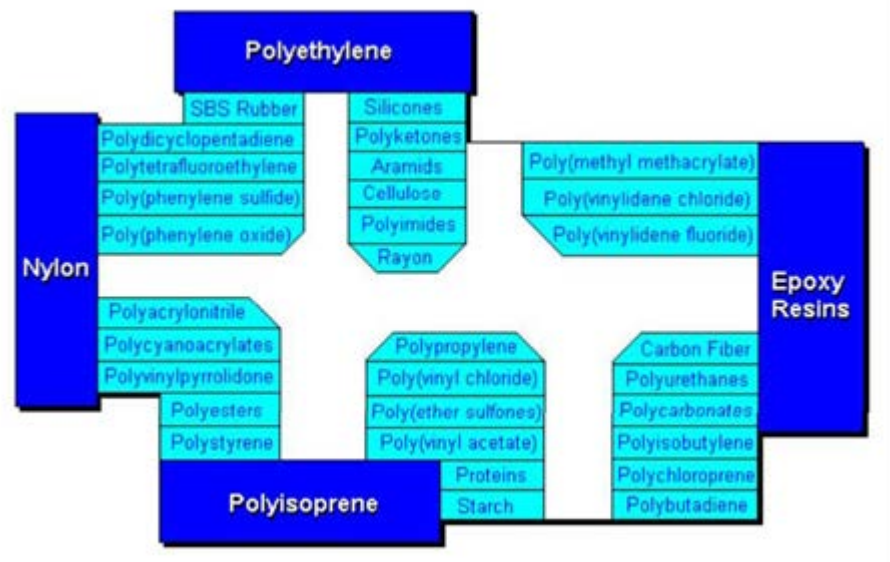 Polyethylene
SBS Rubber
Polydicyclopentadiene
Polytetrafluoroethylene
Poly(phenylene sulfide)
Poly(phenylene oxide)
Silicones
Polyketones
Aramids
Cellulose
Polyimides
Rayon
Poly(methyl methacrylate)
Poly(vinylidene chloride)
Poly(vinylidene fluoride)
Nylon
Epoxy
Resins
Polyacrylonitrile
Polycyanoacrylates
Polyvinylpyrrolidone
Polyesters
Polystyrene
Polypropylene
Poly(vinyl chloride)
Poly(ether sulfones)
Poly(vinyl acetate)
Proteins
Starch
Carbon Fiber
Polyurethanes
Polycarbonates
Polyisobutylene
Polychloroprene
Polybutadiene
Polyisoprene